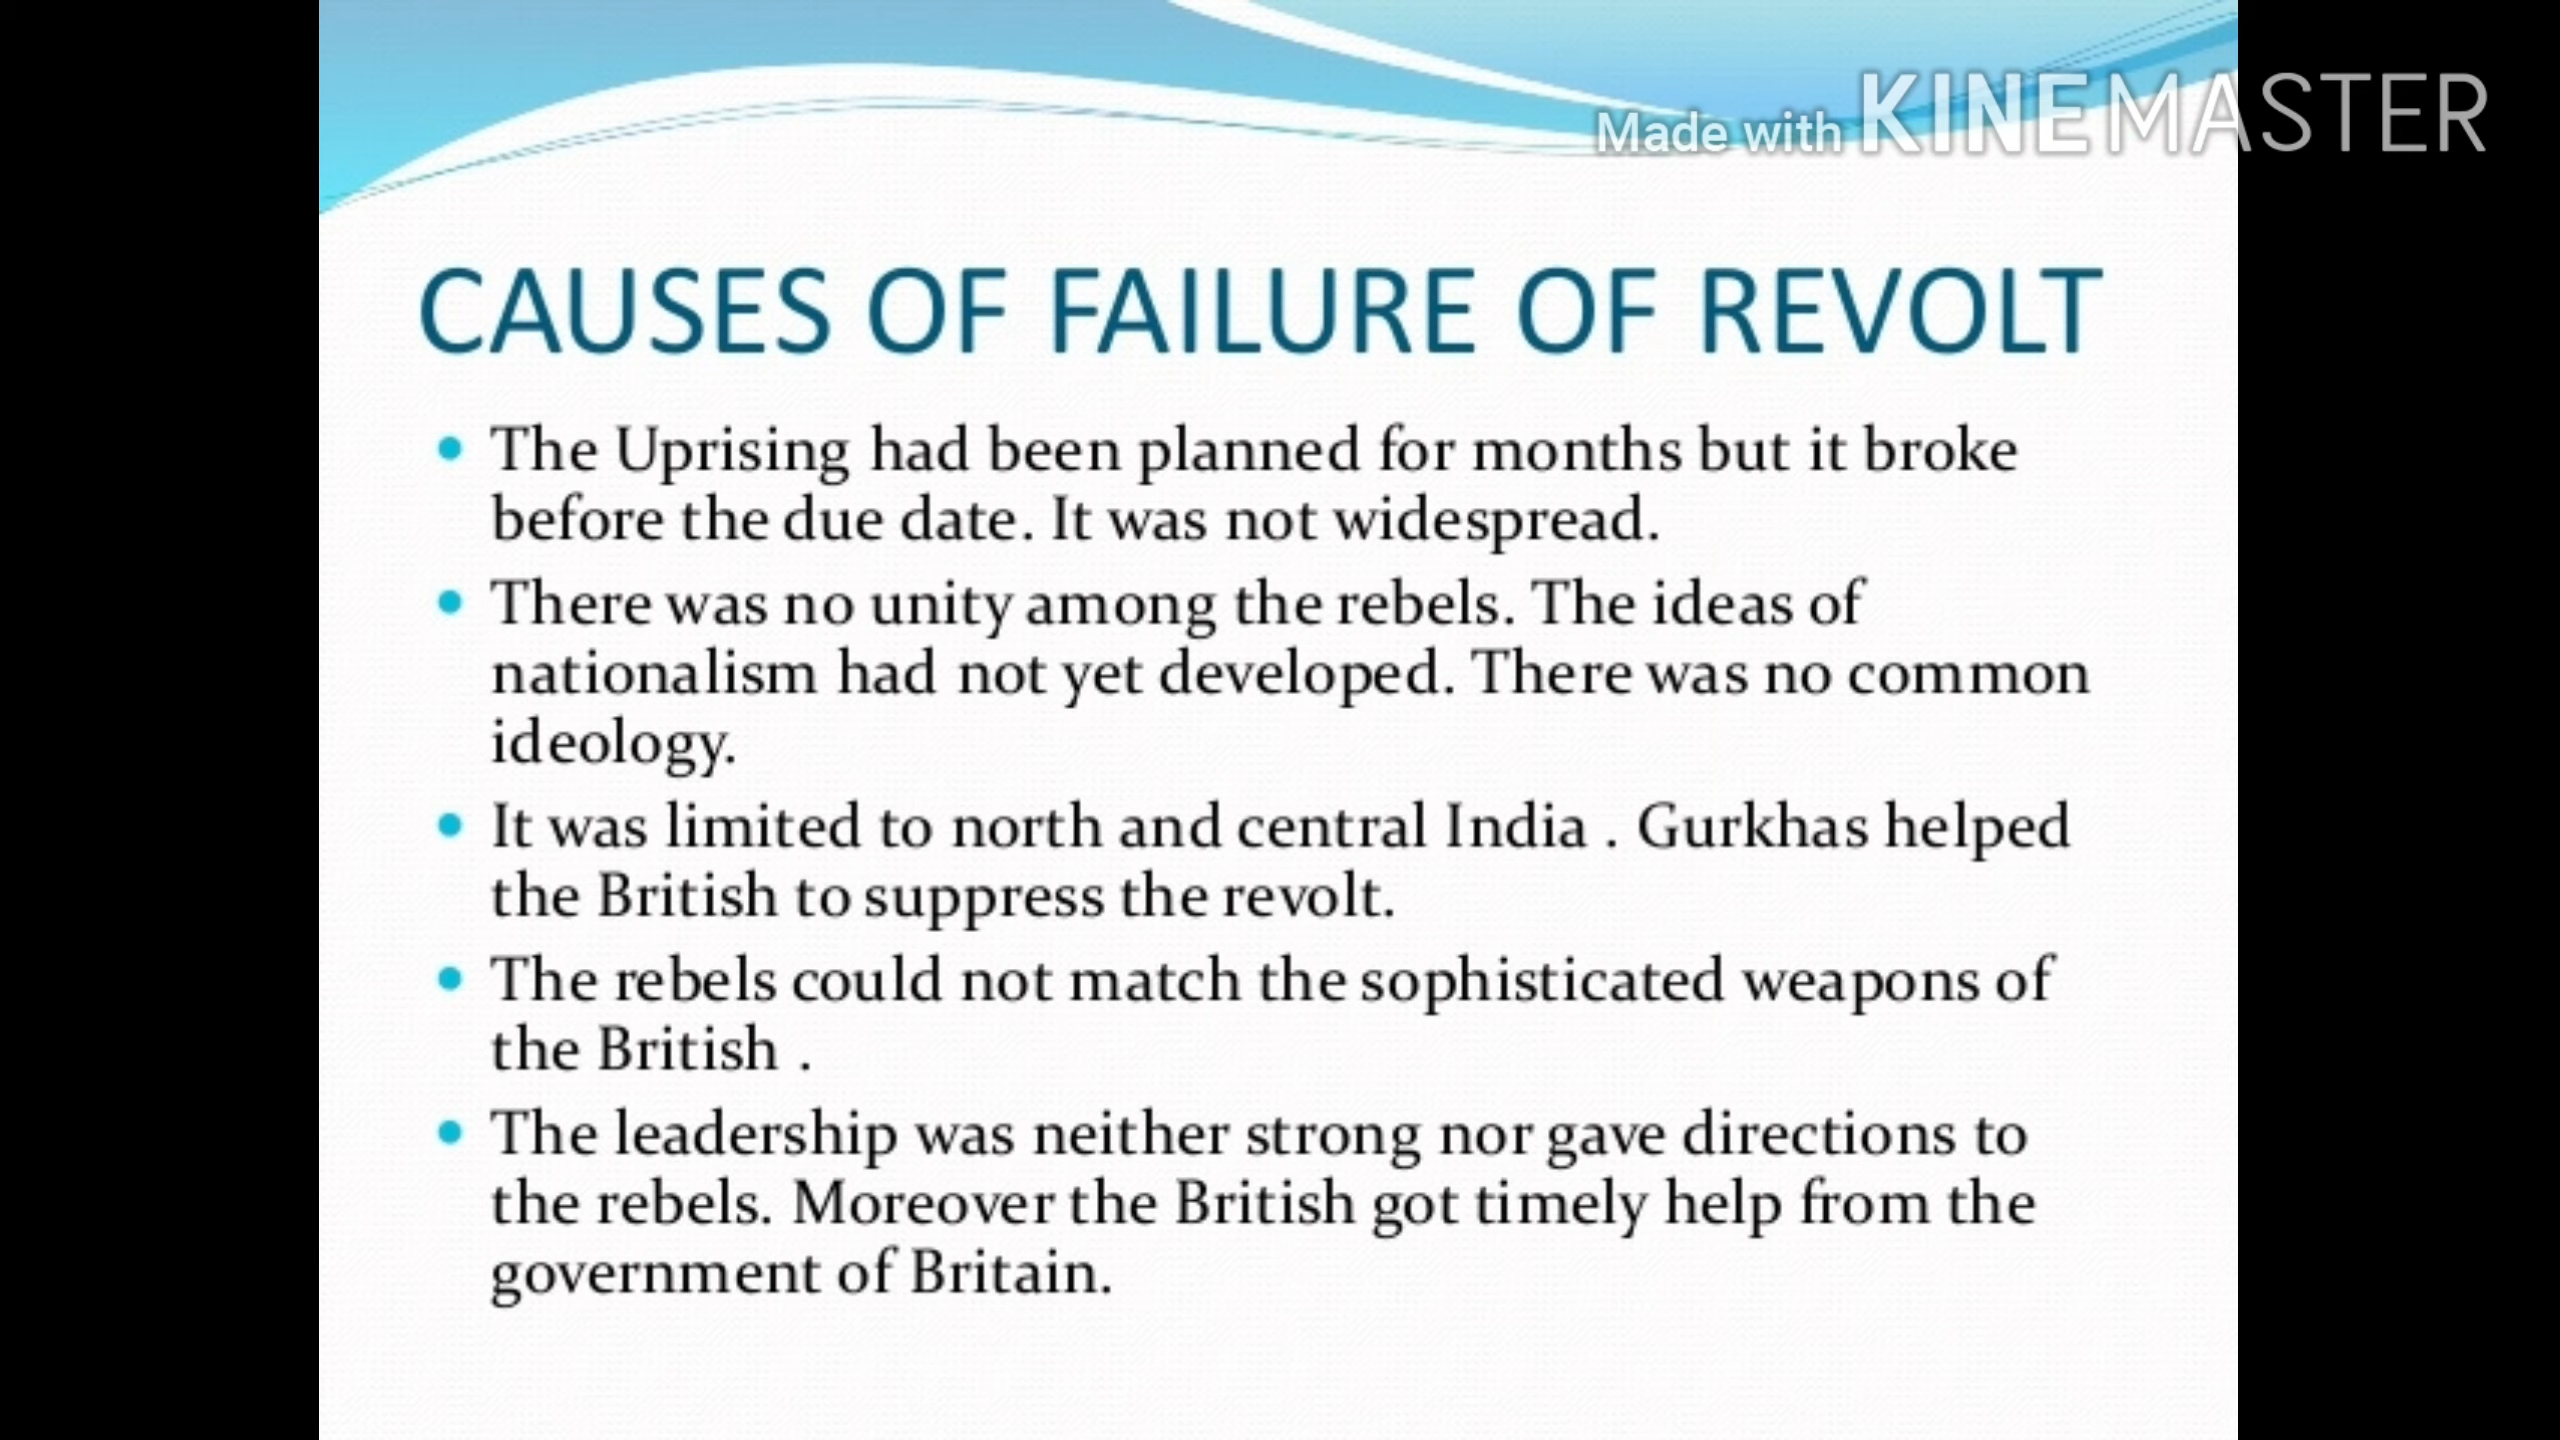 Made with KINEMASTER
CAUSES OF FAILURE OF REVOLT
• The Uprising had been planned for months but it broke
before the due date. It was not widespread.
• There was no unity among the rebels. The ideas of
nationalism had not yet developed. There was no common
ideology.
• It was limited to north and central India . Gurkhas helped
the British to suppress the revolt.
• The rebels could not match the sophisticated weapons of
the British .
• The leadership was neither strong nor gave directions to
the rebels. Moreover the British got timely help from the
government of Britain.